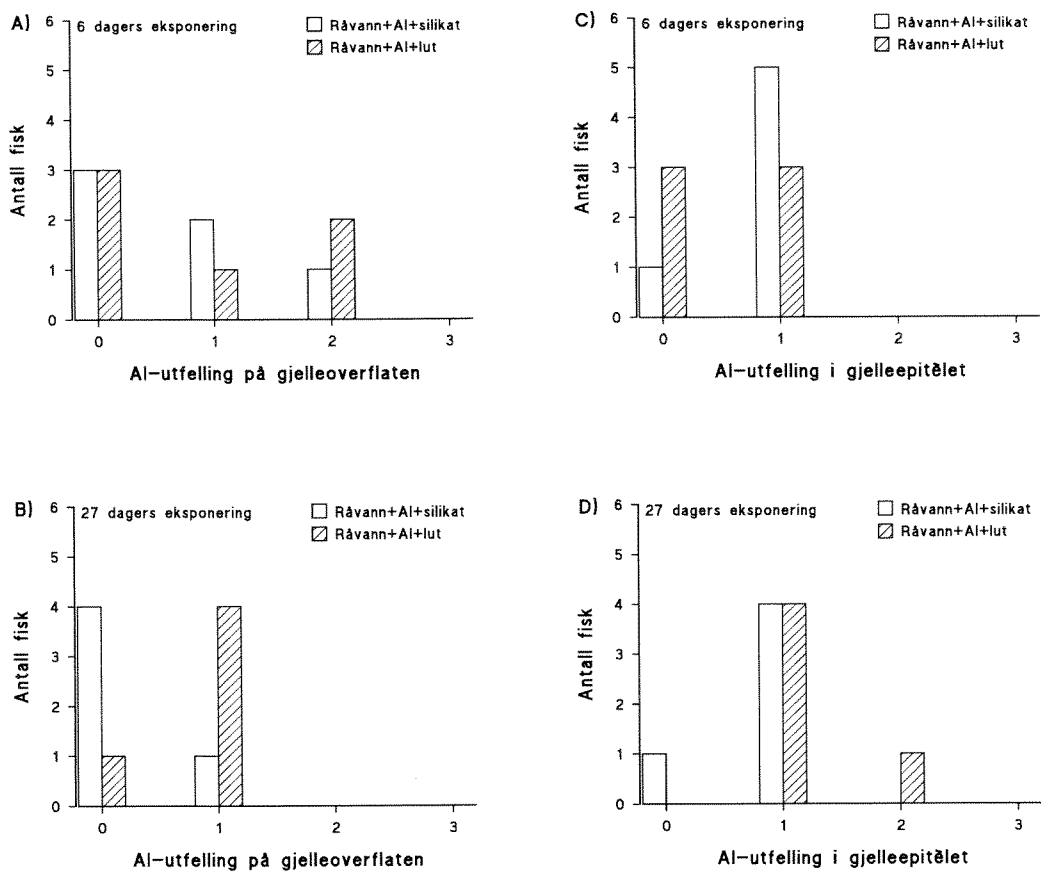 A)
6 dagers eksponering
Råvann+Al+silikat
Råvann+Al+lut
Antall fisk
6
5
4
3
2
1
0
0 1 2 3
Al–utfelling på gjelleoverflaten
C)
6 dagers eksponering
Råvann+Al+silikat
Råvann+Al+lut
Antall fisk
6
5
4
3
2
1
0
0 1 2 3
Al–utfelling i gjelleepitèlet
B)
27 dagers eksponering
Råvann+Al+silikat
Råvann+Al+lut
Antall fisk
6
5
4
3
2
1
0
0 1 2 3
Al–utfelling på gjelleoverflaten
D)
27 dagers eksponering
Råvann+Al+silikat
Råvann+Al+lut
Antall fisk
6
5
4
3
2
1
0
0 1 2 3
Al–utfelling i gjelleepitèlet